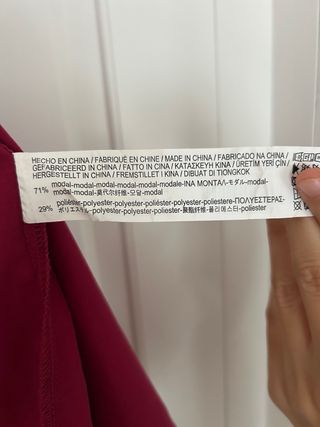 HECHO EN CHINA / FABRIQUÉ EN CHINE / MADE IN CHINA / FABRICADO NA CHINA /
GEFABRICEERD IN CHINA / FATTO IN CINA / ΚΑΤΑΣΚΕΥΗ ΚΙΝΑ / ÜRETİM YERİ ÇİN /
HERGESTELLT IN CHINA / FREMSTILLET I KINA / DIBUAT DI TIONGKOK
71% modal-modal-modal-modal-modal-modale-ΙΝΑ ΜΟΝΤΑΛ-モダル-modal-
modal-modal-莫代尔纤维-모달-modal
29% poliéster-polyester-polyester-poliéster-polyester-poliestere-ΠΟΛΥΕΣΤΕΡΑΣ-
ポリエステル-polyester-polyester-聚酯纤维-폴리에스터-poliester